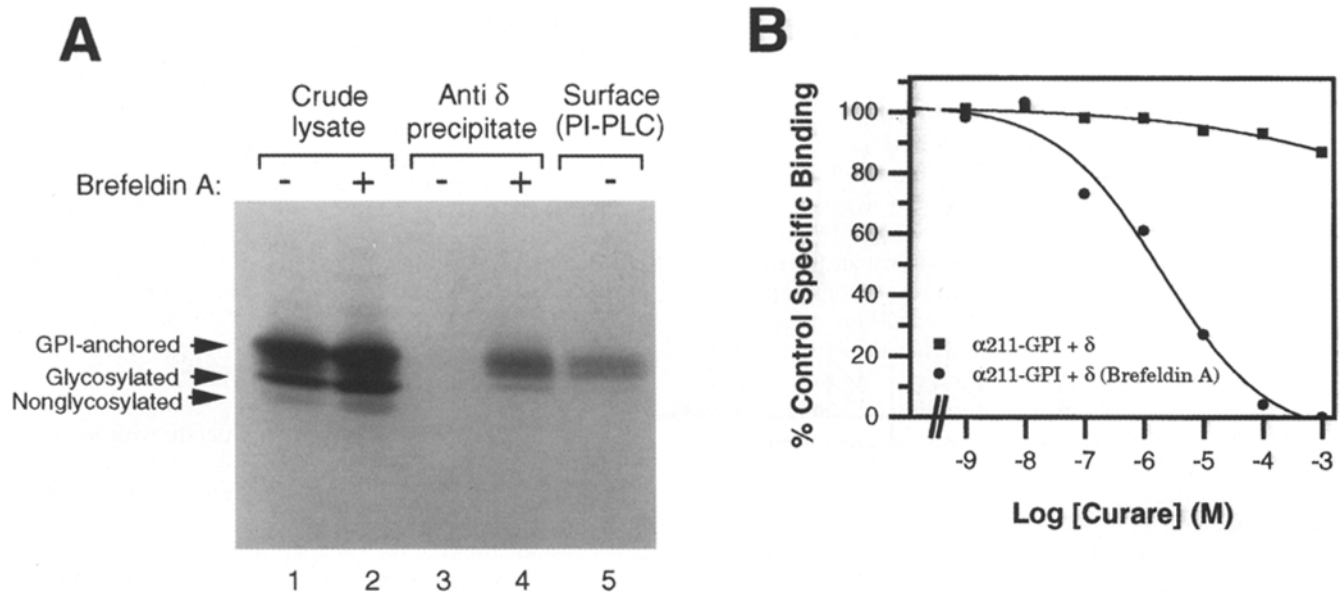 A
Crude lysate
Anti δ precipitate
Surface (PI-PLC)
Brefeldin A: - + - + -
GPI-anchored
Glycosylated
Nonglycosylated
1 2 3 4 5
B
% Control Specific Binding
100
80
60
40
20
0
α211-GPI + δ
α211-GPI + δ (Brefeldin A)
-9 -8 -7 -6 -5 -4 -3
Log [Curare] (M)